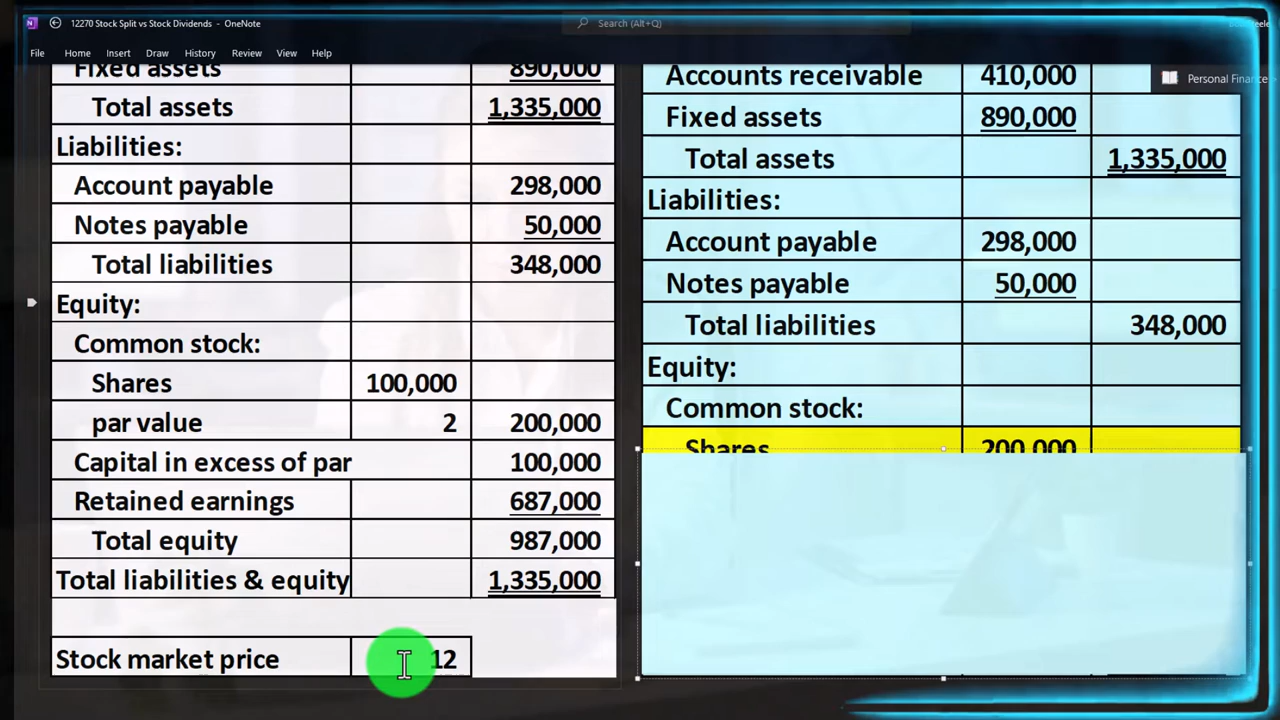 12270 Stock Split vs Stock Dividends - OneNote
Search (Alt+Q)
File Home Insert Draw History Review View Help
Personal Finance
Fixed assets 890,000
Total assets 1,335,000
Liabilities:
Account payable 298,000
Notes payable 50,000
Total liabilities 348,000
Equity:
Common stock:
Shares 100,000
par value 2 200,000
Capital in excess of par 100,000
Retained earnings 687,000
Total equity 987,000
Total liabilities & equity 1,335,000
Stock market price 12
Accounts receivable 410,000
Fixed assets 890,000
Total assets 1,335,000
Liabilities:
Account payable 298,000
Notes payable 50,000
Total liabilities 348,000
Equity:
Common stock:
Shares 200,000